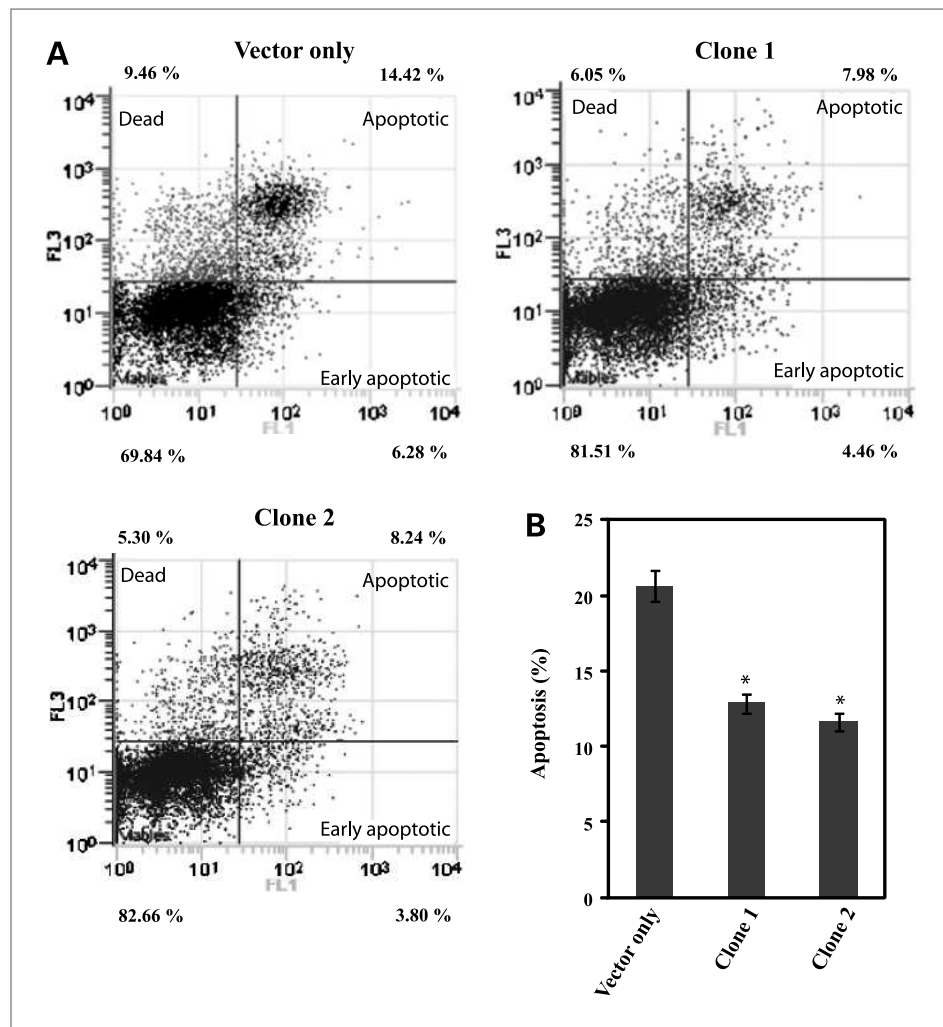 A
Vector only
9.46 %
14.42 %
10⁴
10³
10²
10¹
10⁰
FL3
Dead
Apoptotic
Early apoptotic
Viables
10⁰ 10¹ 10² 10³ 10⁴
FL1
69.84 %
6.28 %
Clone 1
6.05 %
7.98 %
10⁴
10³
10²
10¹
10⁰
FL3
Dead
Apoptotic
Early apoptotic
Viables
10⁰ 10¹ 10² 10³ 10⁴
FL1
81.51 %
4.46 %
Clone 2
5.30 %
8.24 %
10⁴
10³
10²
10¹
10⁰
FL3
Dead
Apoptotic
Early apoptotic
Viables
10⁰ 10¹ 10² 10³ 10⁴
FL1
82.66 %
3.80 %
B
25
20
15
10
5
0
Apoptosis (%)
*
*
Vector only
Clone 1
Clone 2